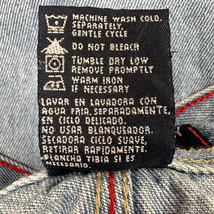 MACHINE WASH COLD.
SEPARATELY,
GENTLE CYCLE
DO NOT BLEACH
TUMBLE DRY LOW
REMOVE PROMPTLY
WARM IRON
IF NECESSARY
LAVAR EN LAVADORA CON
AGUA FRIA, SEPARADAMENTE,
EN CICLO DELICADO.
NO USAR BLANQUEADOR.
SECADORA CICLO SUAVE,
RETIRAR RAPIDAMENTE.
PLANCHA TIBIA SI ES
NECESARIO.